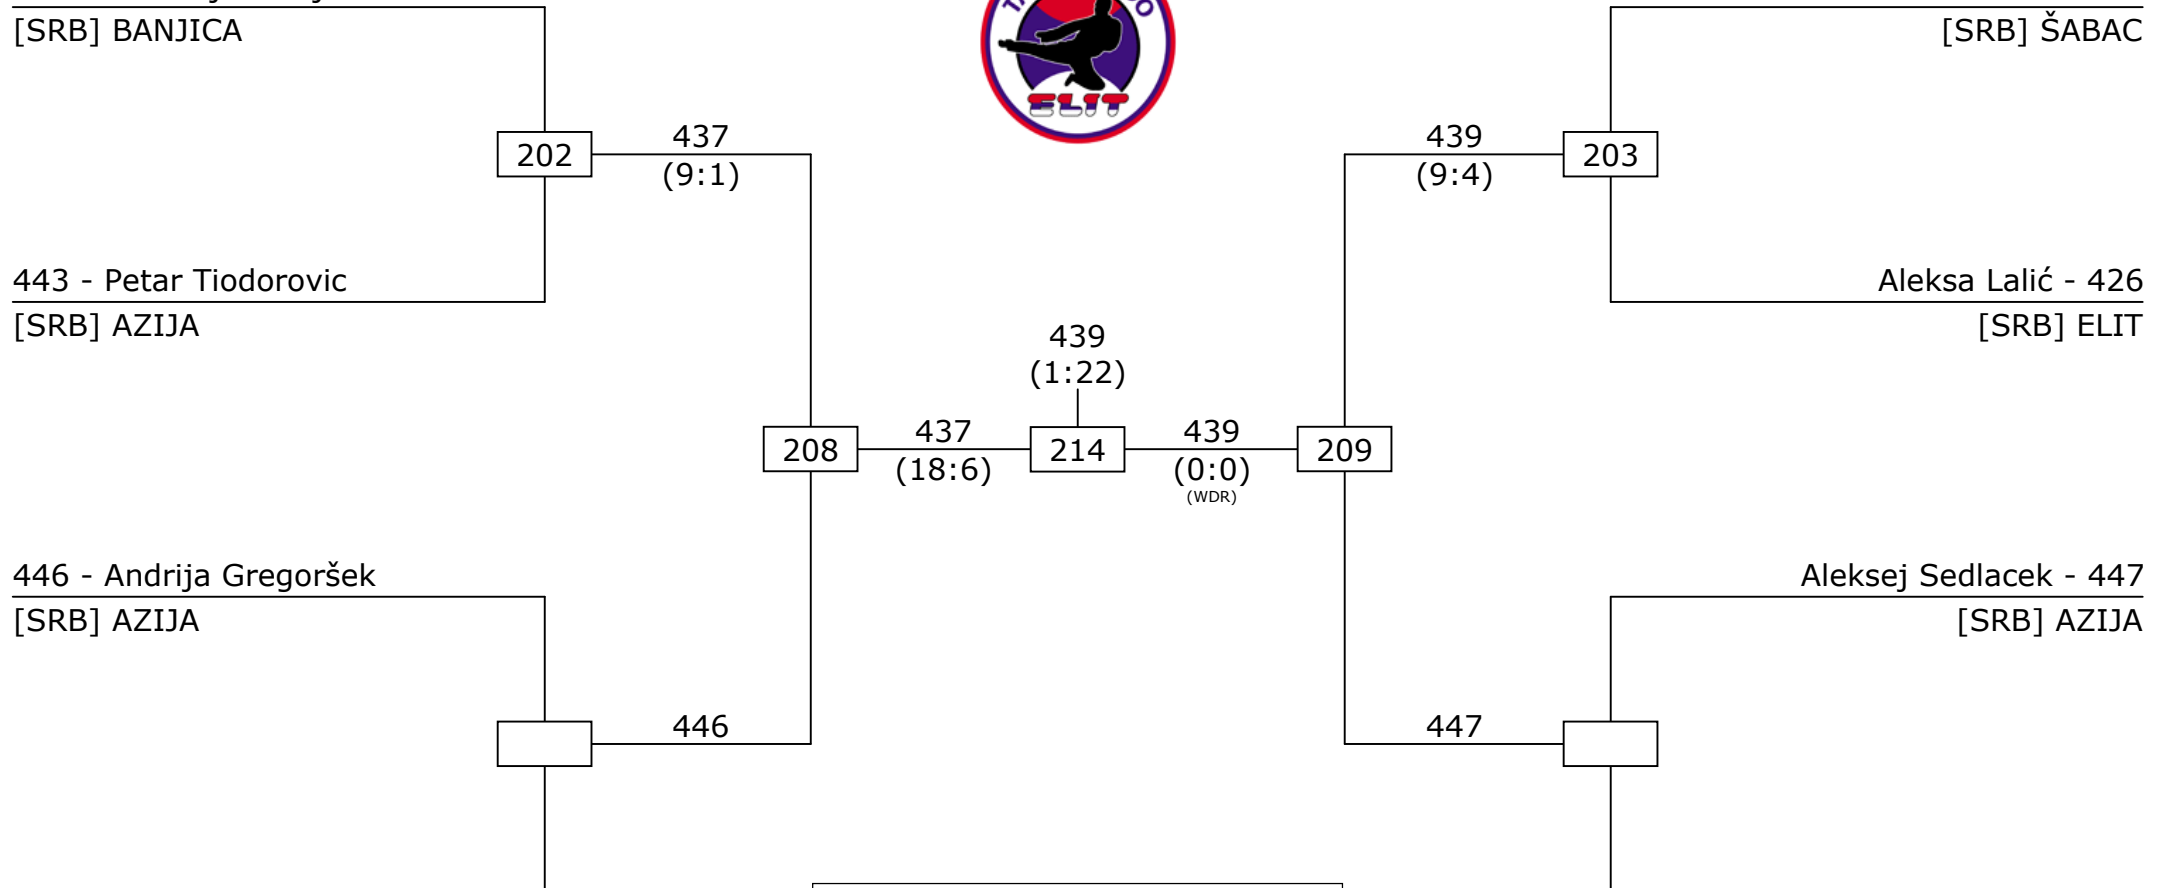 [SRB] BANJICA
[SRB] ŠABAC
ELIT
437
439
202
203
(9:1)
(9:4)
443 - Petar Tiodorovic
Aleksa Lalić - 426
[SRB] AZIJA
[SRB] ELIT
439
(1:22)
437
439
208
214
209
(18:6)
(0:0)
(WDR)
446 - Andrija Gregoršek
Aleksej Sedlacek - 447
[SRB] AZIJA
[SRB] AZIJA
446
447